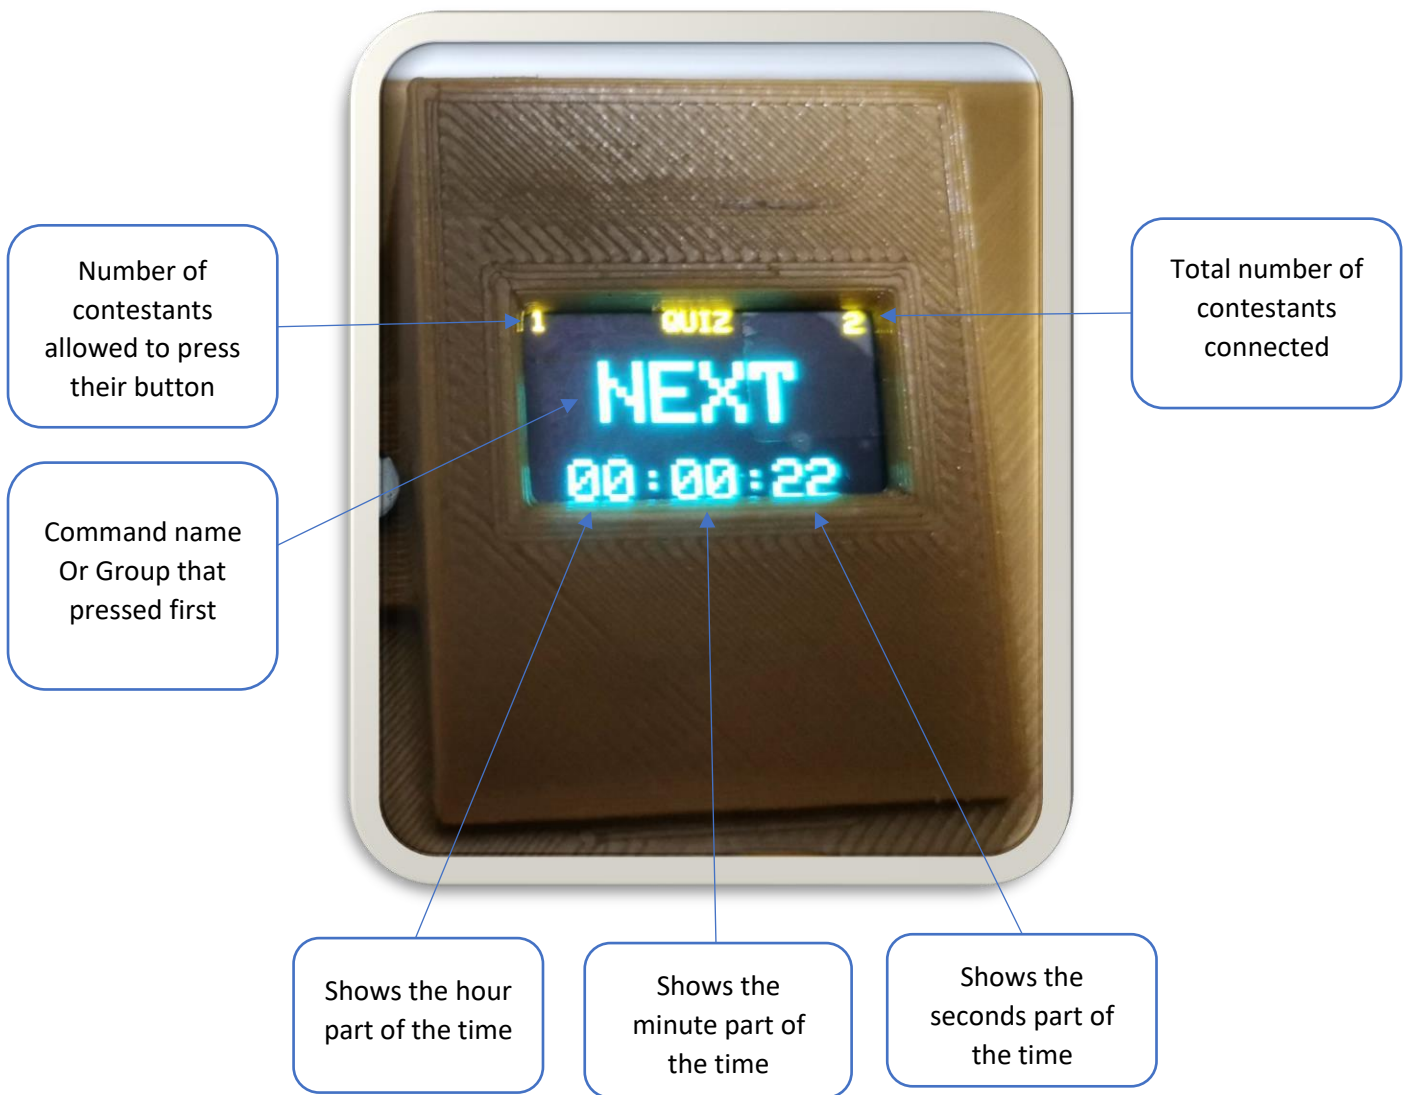 Number of
contestants
allowed to press
their button
Total number of
contestants
connected
1 QUIZ 2
NEXT
00:00:22
Command name
Or Group that
pressed first
Shows the hour
part of the time
Shows the
minute part of
the time
Shows the
seconds part of
the time